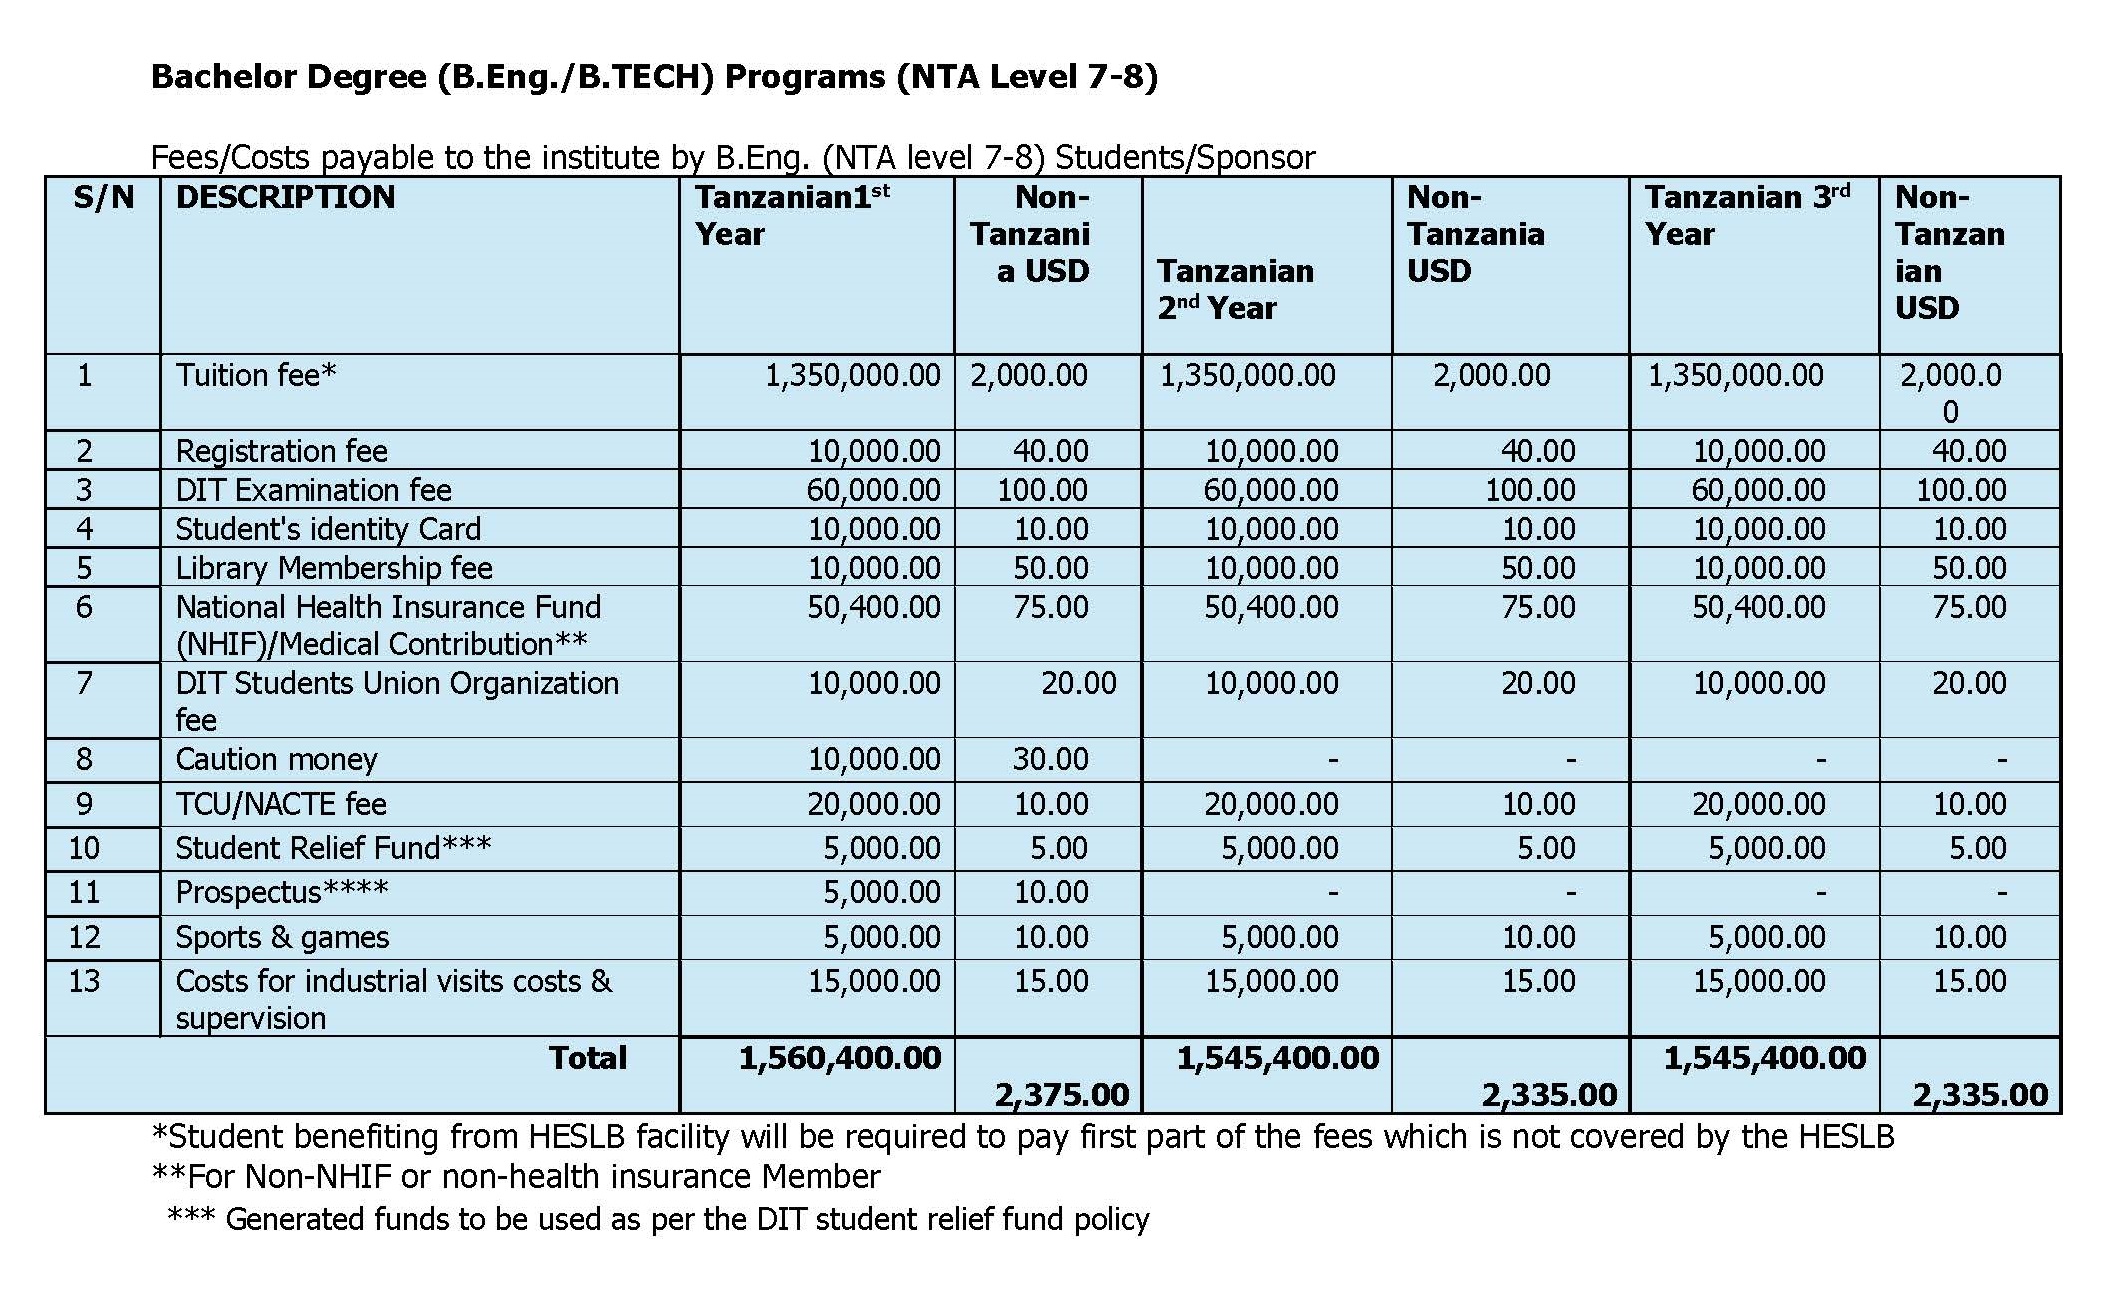 Bachelor Degree (B.Eng./B.TECH) Programs (NTA Level 7-8)
Fees/Costs payable to the institute by B.Eng. (NTA level 7-8) Students/Sponsor
S/N DESCRIPTION Tanzanian1st Year Non-Tanzani a USD Tanzanian 2nd Year Non-Tanzania USD Tanzanian 3rd Year Non-Tanzan ian USD
1 Tuition fee* 1,350,000.00 2,000.00 1,350,000.00 2,000.00 1,350,000.00 2,000.0 0
2 Registration fee 10,000.00 40.00 10,000.00 40.00 10,000.00 40.00
3 DIT Examination fee 60,000.00 100.00 60,000.00 100.00 60,000.00 100.00
4 Student's identity Card 10,000.00 10.00 10,000.00 10.00 10,000.00 10.00
5 Library Membership fee 10,000.00 50.00 10,000.00 50.00 10,000.00 50.00
6 National Health Insurance Fund 50,400.00 75.00 50,400.00 75.00 50,400.00 75.00
(NHIF)/Medical Contribution**
7 DIT Students Union Organization 10,000.00 20.00 10,000.00 20.00 10,000.00 20.00
fee
8 Caution money 10,000.00 30.00 - - - -
9 TCU/NACTE fee 20,000.00 10.00 20,000.00 10.00 20,000.00 10.00
10 Student Relief Fund*** 5,000.00 5.00 5,000.00 5.00 5,000.00 5.00
11 Prospectus**** 5,000.00 10.00 - - - -
12 Sports & games 5,000.00 10.00 5,000.00 10.00 5,000.00 10.00
13 Costs for industrial visits costs & 15,000.00 15.00 15,000.00 15.00 15,000.00 15.00
supervision
Total 1,560,400.00 2,375.00 1,545,400.00 2,335.00 1,545,400.00 2,335.00
*Student benefiting from HESLB facility will be required to pay first part of the fees which is not covered by the HESLB
**For Non-NHIF or non-health insurance Member
*** Generated funds to be used as per the DIT student relief fund policy